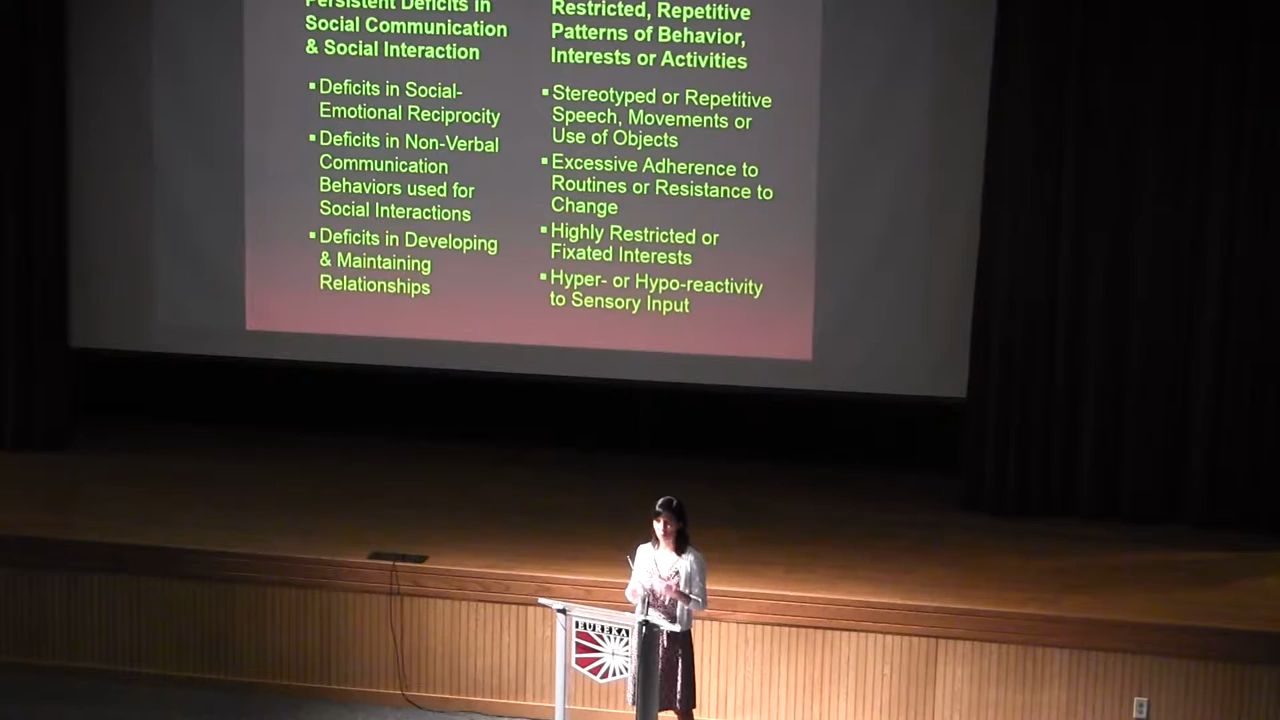 Persistent Deficits in
Social Communication
& Social Interaction
▪Deficits in Social-
Emotional Reciprocity
▪Deficits in Non-Verbal
Communication
Behaviors used for
Social Interactions
▪Deficits in Developing
& Maintaining
Relationships
Restricted, Repetitive
Patterns of Behavior,
Interests or Activities
▪Stereotyped or Repetitive
Speech, Movements or
Use of Objects
▪Excessive Adherence to
Routines or Resistance to
Change
▪Highly Restricted or
Fixated Interests
▪Hyper- or Hypo-reactivity
to Sensory Input
EUREKA